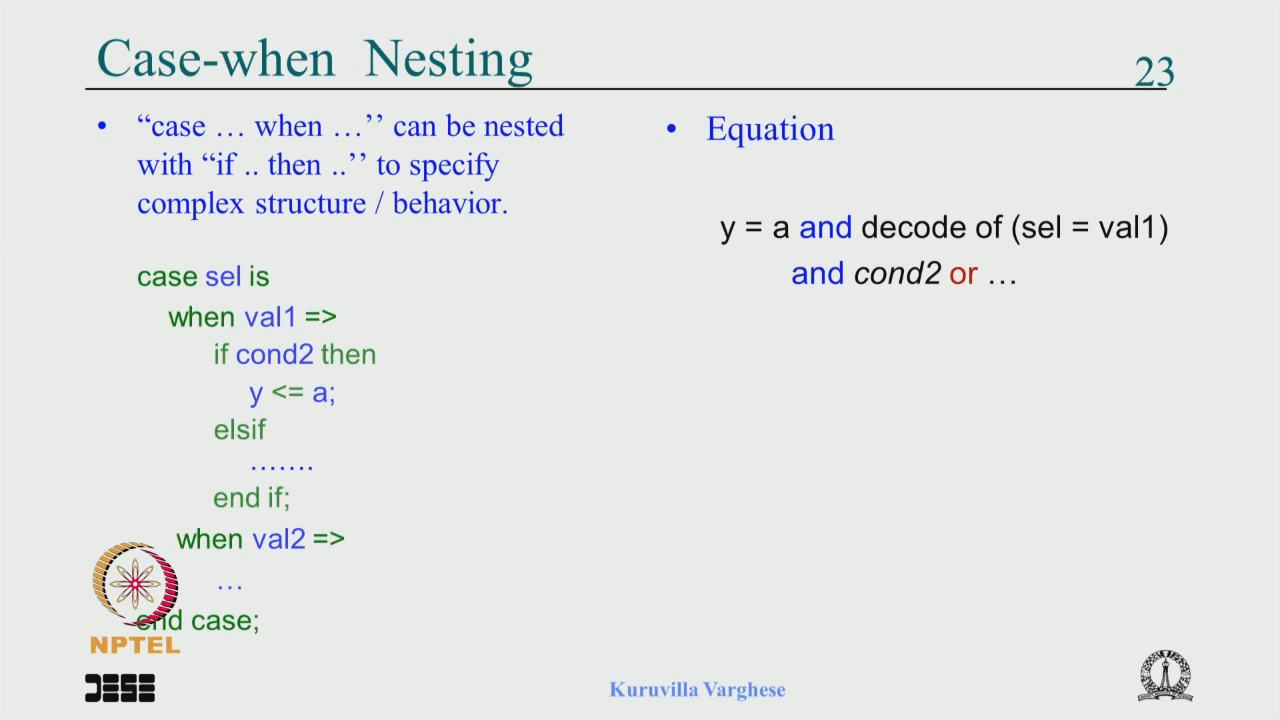 Case-when Nesting
23
• “case … when …’’ can be nested
with “if .. then ..’’ to specify
complex structure / behavior.
case sel is
when val1 =>
if cond2 then
y <= a;
elsif
…….
end if;
when val2 =>
…
end case;
• Equation
y = a and decode of (sel = val1)
and cond2 or …
NPTEL
DESE
Kuruvilla Varghese